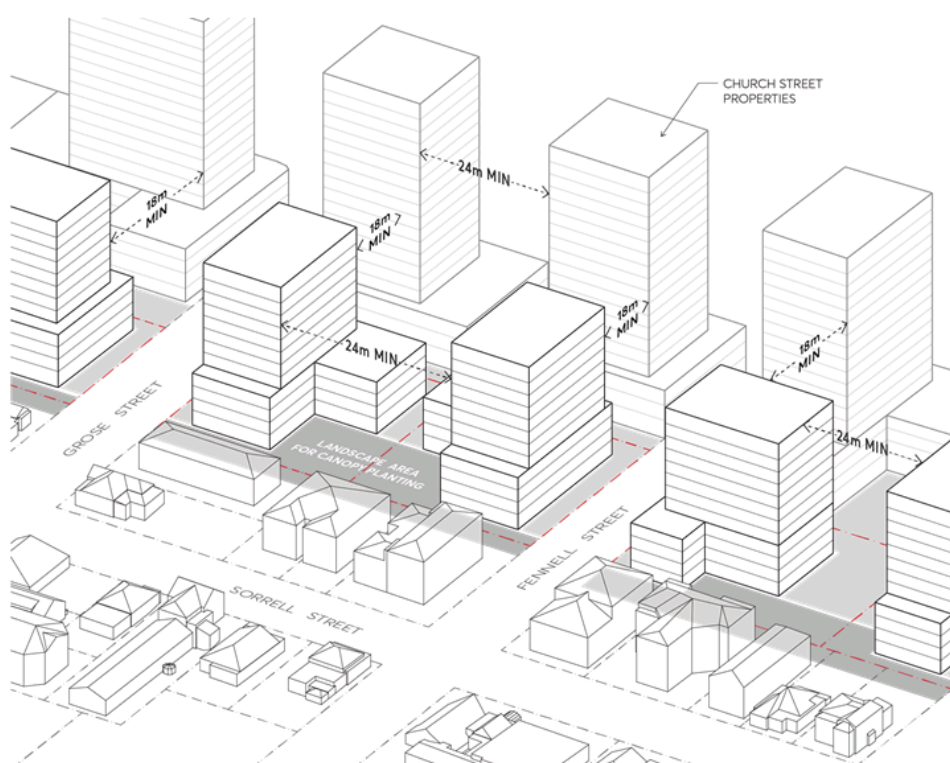 CHURCH STREET
PROPERTIES
24m MIN
18m
MIN
18m
MIN
18m
MIN
24m MIN
18m
MIN
24m MIN
GROSE STREET
LANDSCAPE AREA
FOR CANOPY PLANTING
FENNELL STREET
SORRELL STREET